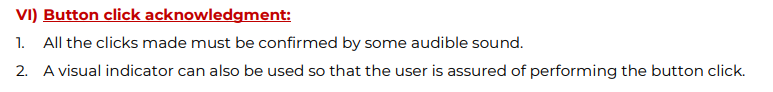 VI) Button click acknowledgment:
1. All the clicks made must be confirmed by some audible sound.
2. A visual indicator can also be used so that the user is assured of performing the button click.